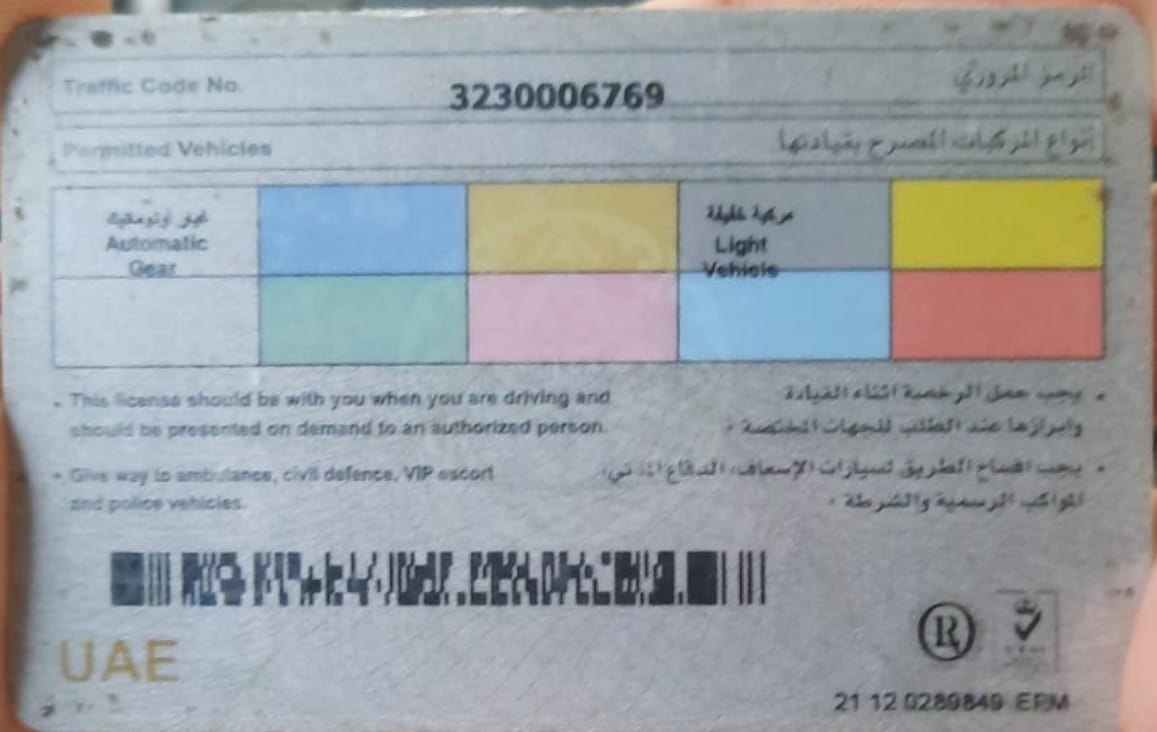 Traffic Code No.
الرمز المروري
3230006769
Permitted Vehicles
أنواع المركبات المصرح بقيادتها
غيار أوتوماتيك
Automatic
Gear
مركبة خفيفة
Light
Vehicle
This license should be with you when you are driving and
should be presented on demand to an authorized person.
يجب حمل الرخصة اثناء القيادة
وابرازها عند الطلب للجهات المختصة
Give way to ambulance, civil defence, VIP escort
and police vehicles.
يجب افساح الطريق لسيارات الإسعاف، الدفاع المدني،
المواكب الرسمية والشرطة
UAE
R
21 12 0289849 EPM